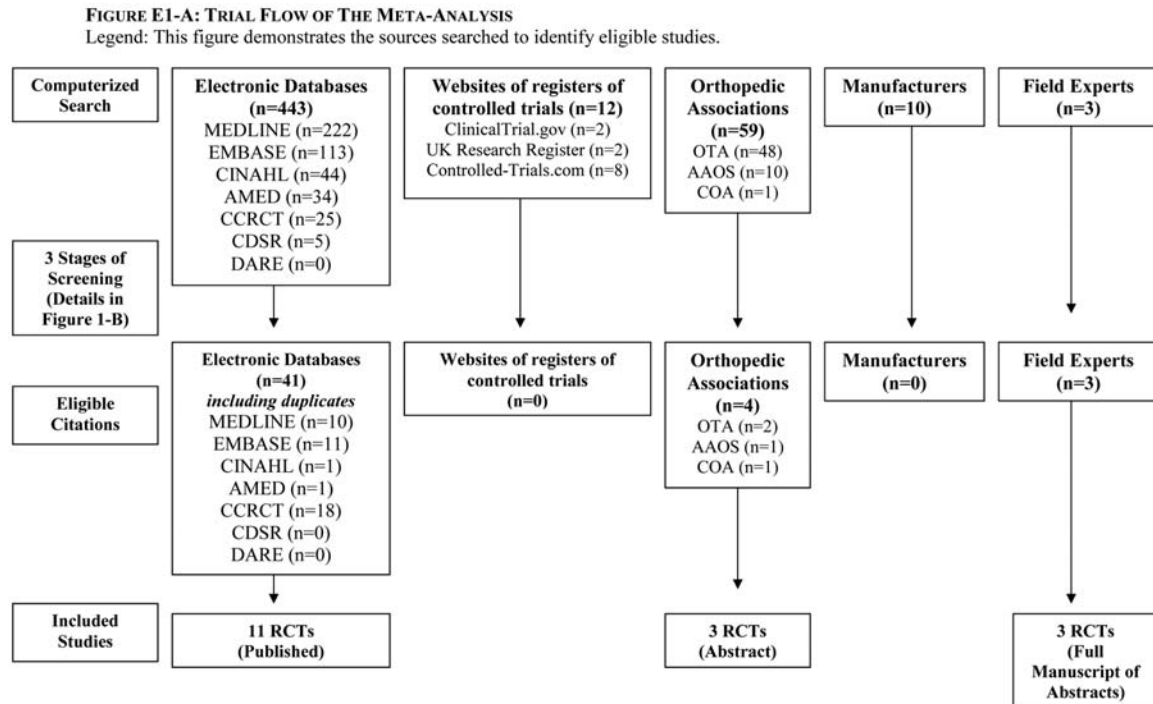 FIGURE E1-A: TRIAL FLOW OF THE META-ANALYSIS
Legend: This figure demonstrates the sources searched to identify eligible studies.
Computerized
Search
Electronic Databases
(n=443)
MEDLINE (n=222)
EMBASE (n=113)
CINAHL (n=44)
AMED (n=34)
CCRCT (n=25)
CDSR (n=5)
DARE (n=0)
Websites of registers of
controlled trials (n=12)
ClinicalTrial.gov (n=2)
UK Research Register (n=2)
Controlled-Trials.com (n=8)
Orthopedic
Associations
(n=59)
OTA (n=48)
AAOS (n=10)
COA (n=1)
Manufacturers
(n=10)
Field Experts
(n=3)
3 Stages of
Screening
(Details in
Figure 1-B)
Eligible
Citations
Electronic Databases
(n=41)
including duplicates
MEDLINE (n=10)
EMBASE (n=11)
CINAHL (n=1)
AMED (n=1)
CCRCT (n=18)
CDSR (n=0)
DARE (n=0)
Websites of registers of
controlled trials
(n=0)
Orthopedic
Associations
(n=4)
OTA (n=2)
AAOS (n=1)
COA (n=1)
Manufacturers
(n=0)
Field Experts
(n=3)
Included
Studies
11 RCTs
(Published)
3 RCTs
(Abstract)
3 RCTs
(Full
Manuscript of
Abstracts)